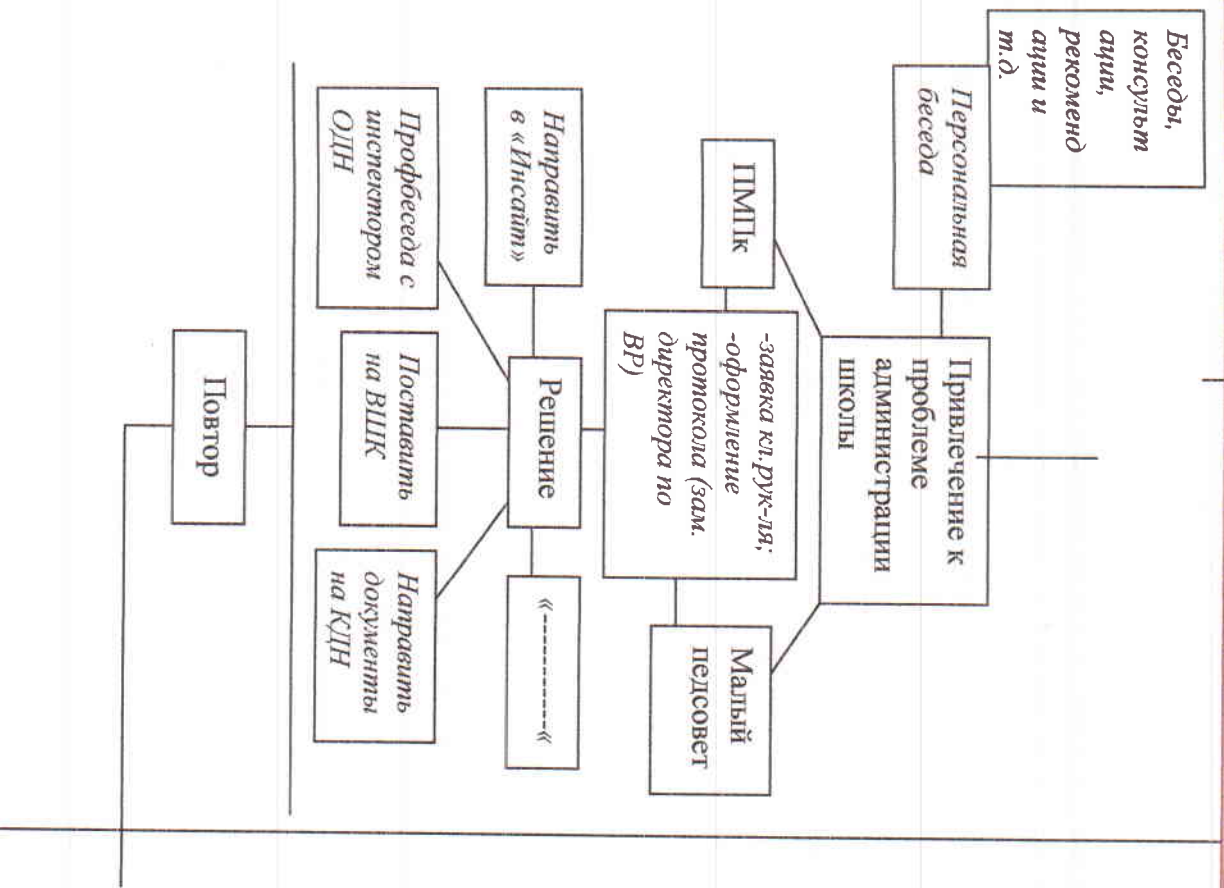 Беседы,
консульт
ации,
рекоменд
ации и
т.д.
Персональная
беседа
Привлечение к
проблеме
администрации
школы
ПМПк
-заявка кл.рук-ля;
-оформление
протокола (зам.
директора по
ВР)
Малый
педсовет
Направить
в «Инсайт»
Решение
«-----------«
Профбеседа с
инспектором
ОДН
Поставить
на ВШК
Направить
документы
на КДН
Повтор